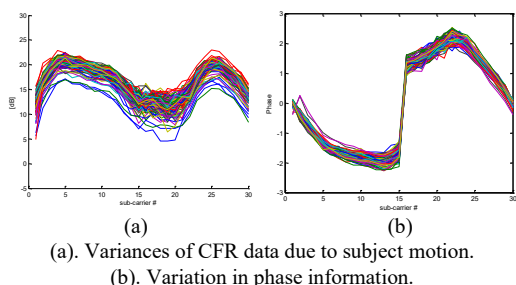 30
25
20
15
10
5
0
-5
0 5 10 15 20 25 30
[dB]
sub-carrier #
3
2
1
0
-1
-2
-3
0 5 10 15 20 25 30
Phase
sub-carrier #
(a) (b)
(a). Variances of CFR data due to subject motion.
(b). Variation in phase information.